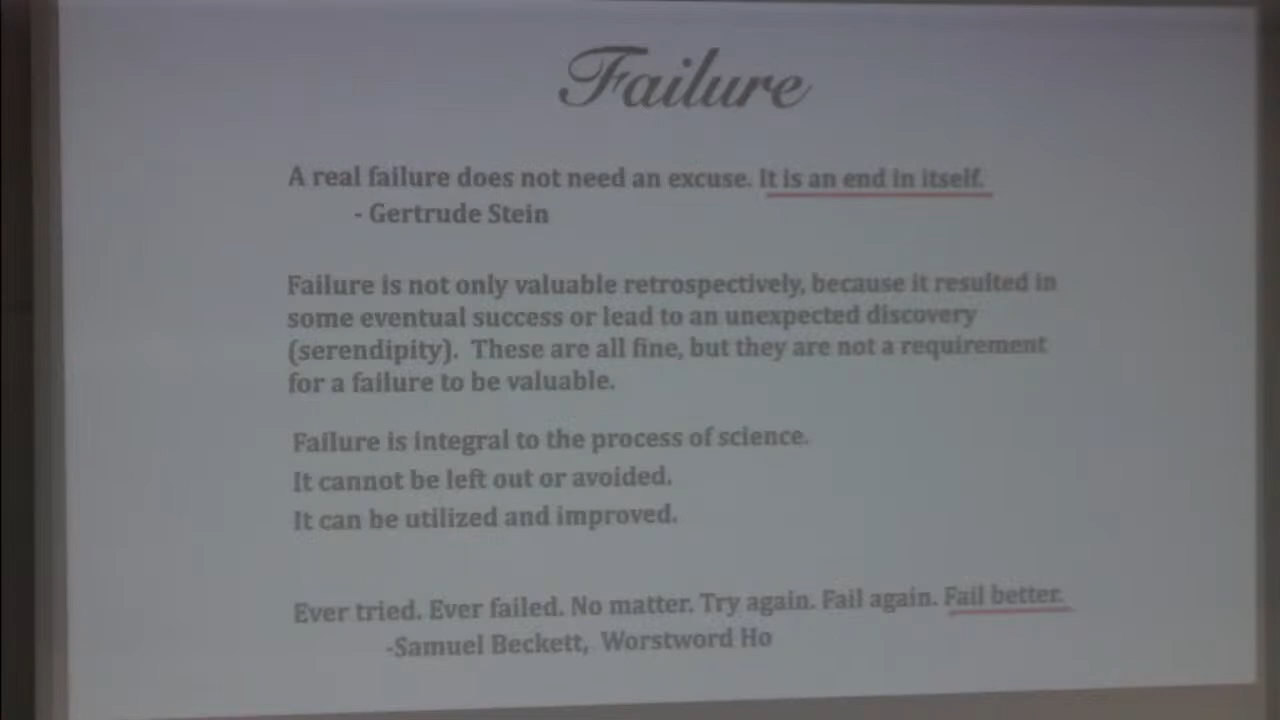 Failure
A real failure does not need an excuse. It is an end in itself.
- Gertrude Stein
Failure is not only valuable retrospectively, because it resulted in
some eventual success or lead to an unexpected discovery
(serendipity). These are all fine, but they are not a requirement
for a failure to be valuable.
Failure is integral to the process of science.
It cannot be left out or avoided.
It can be utilized and improved.
Ever tried. Ever failed. No matter. Try again. Fail again. Fail better.
-Samuel Beckett, Worstword Ho